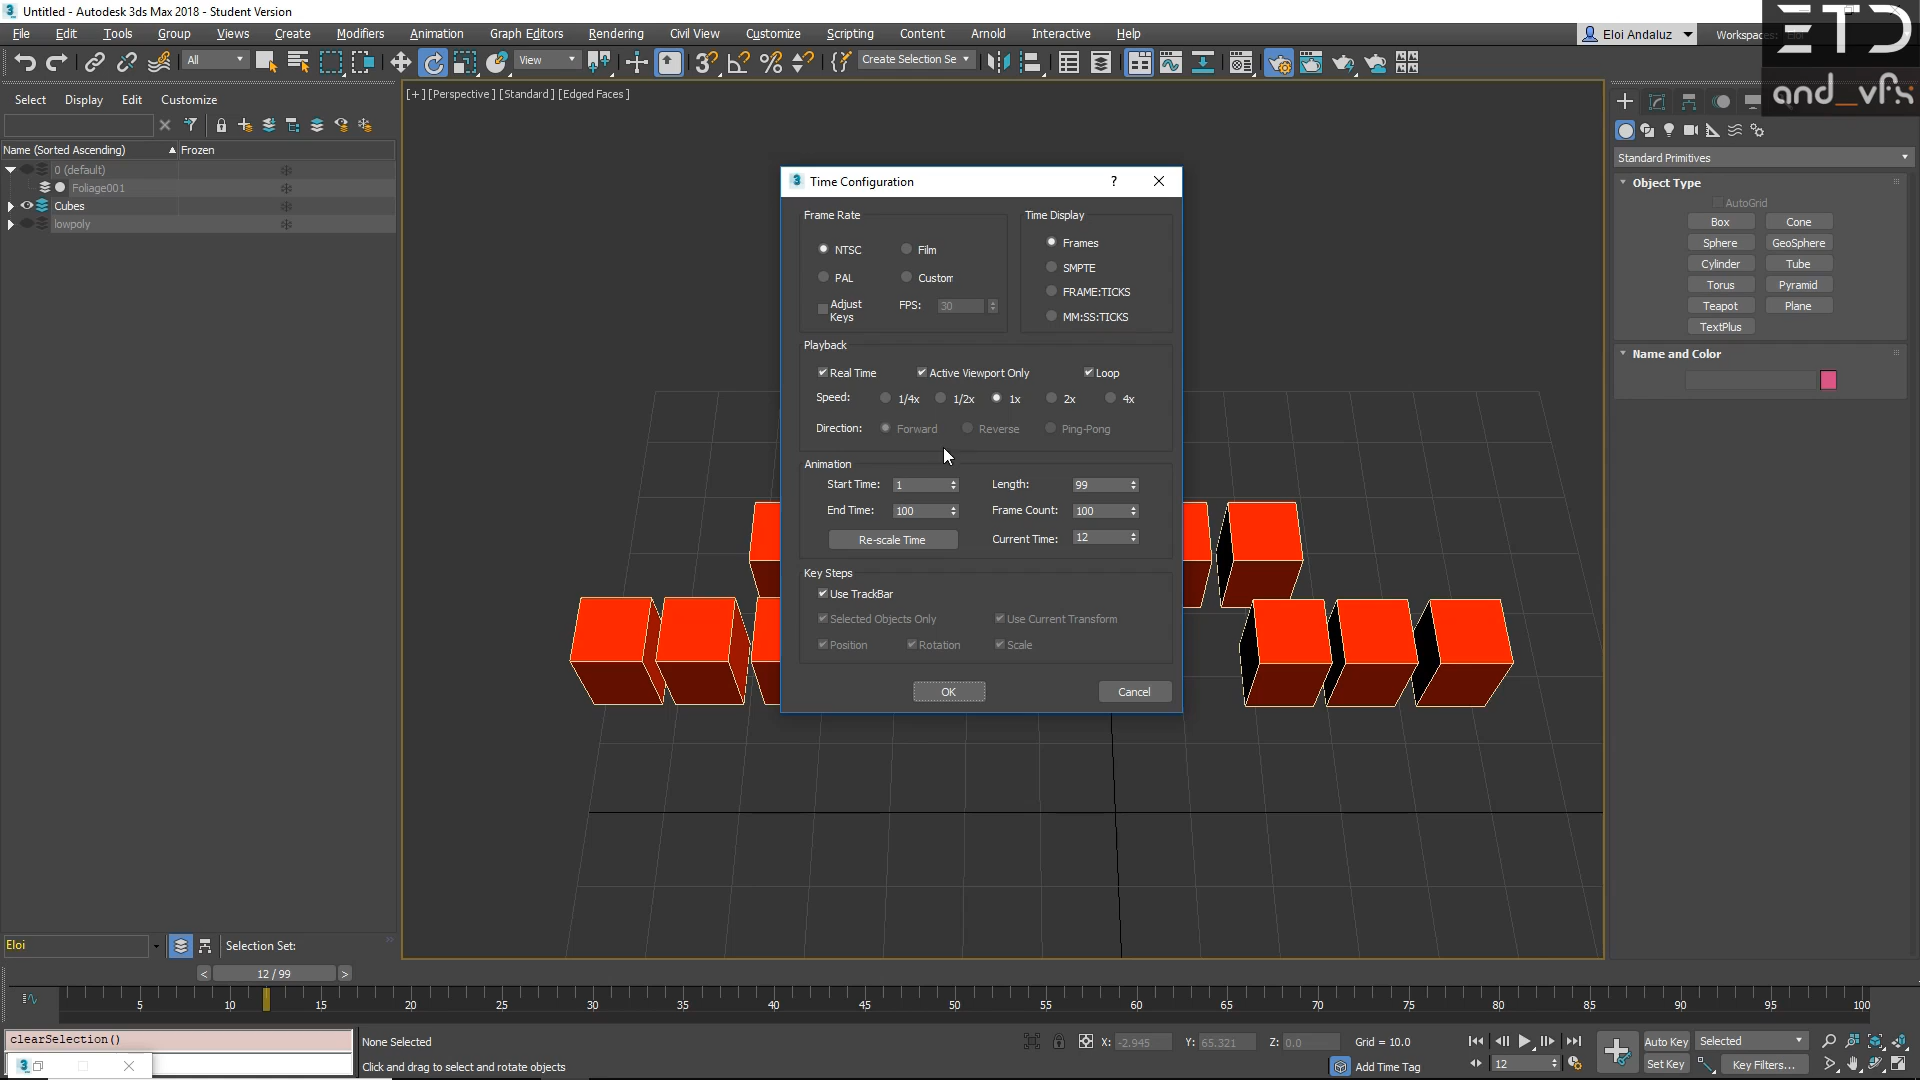 Untitled - Autodesk 3ds Max 2018 - Student Version
File Edit Tools Group Views Create Modifiers Animation Graph Editors Rendering Civil View Customize Scripting Content Arnold Interactive Help
Eloi Andaluz
Workspaces:
ETD
and_vfx
All
View
Create Selection Se
Select Display Edit Customize
[+] [Perspective] [Standard] [Edged Faces]
Name (Sorted Ascending) Frozen
0 (default)
Foliage001
Cubes
lowpoly
Time Configuration
Frame Rate
NTSC Film
PAL Custom
Adjust Keys
FPS: 30
Time Display
Frames
SMPTE
FRAME:TICKS
MM:SS:TICKS
Playback
Real Time Active Viewport Only Loop
Speed: 1/4x 1/2x 1x 2x 4x
Direction: Forward Reverse Ping-Pong
Animation
Start Time: 1 Length: 99
End Time: 100 Frame Count: 100
Re-scale Time Current Time: 12
Key Steps
Use TrackBar
Selected Objects Only Use Current Transform
Position Rotation Scale
OK Cancel
Standard Primitives
Object Type
AutoGrid
Box Cone
Sphere GeoSphere
Cylinder Tube
Torus Pyramid
Teapot Plane
TextPlus
Name and Color
Eloi
Selection Set:
< 12 / 99 >
5 10 15 20 25 30 35 40 45 50 55 60 65 70 75 80 85 90 95 100
clearSelection()
None Selected
Click and drag to select and rotate objects
X: -2.945 Y: 65.321 Z: 0.0 Grid = 10.0
Add Time Tag
12
Auto Key Selected
Set Key Key Filters...